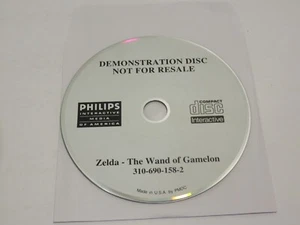 DEMONSTRATION DISC
NOT FOR RESALE
PHILIPS
INTERACTIVE
MEDIA
OF AMERICA
COMPACT
disc
Interactive
Zelda - The Wand of Gamelon
310-690-158-2
Made in U.S.A. by PMDC